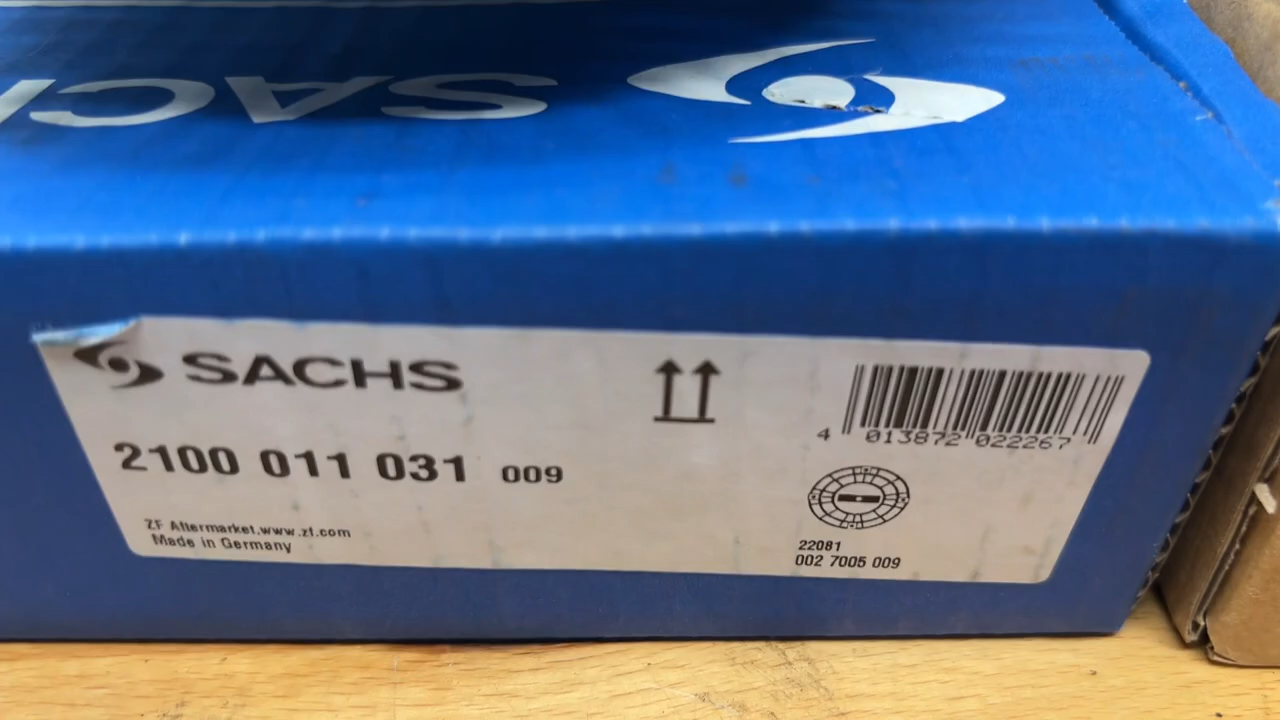 SACH
SACHS
4 013872 022267
2100 011 031 009
ZF Aftermarket.www.zf.com
Made in Germany
22081
002 7005 009